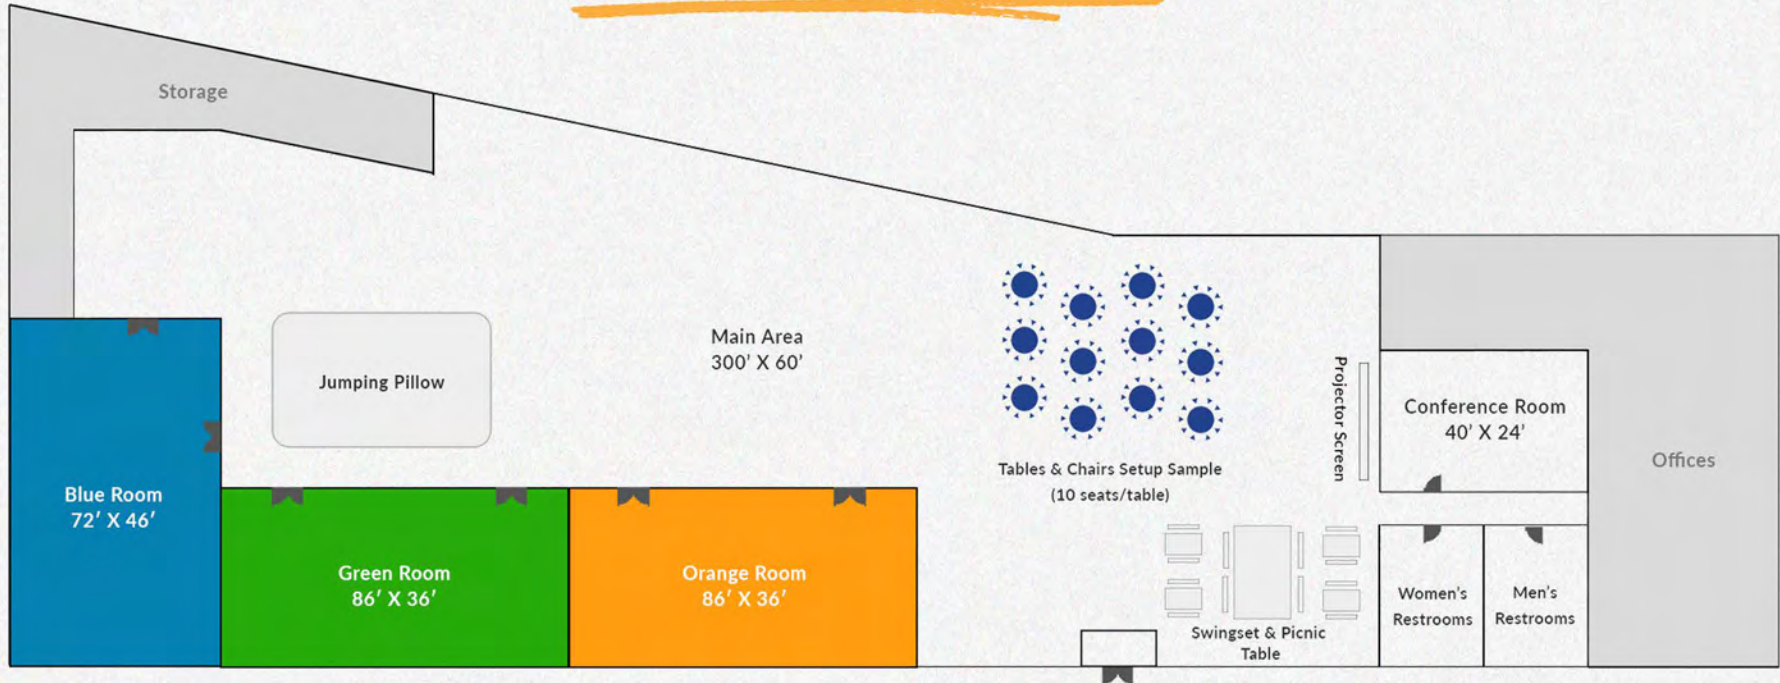 Storage
Main Area
300' X 60'
Jumping Pillow
Projector Screen
Conference Room
40' X 24'
Offices
Tables & Chairs Setup Sample
(10 seats/table)
Blue Room
72' X 46'
Green Room
86' X 36'
Orange Room
86' X 36'
Women's
Restrooms
Men's
Restrooms
Swingset & Picnic
Table